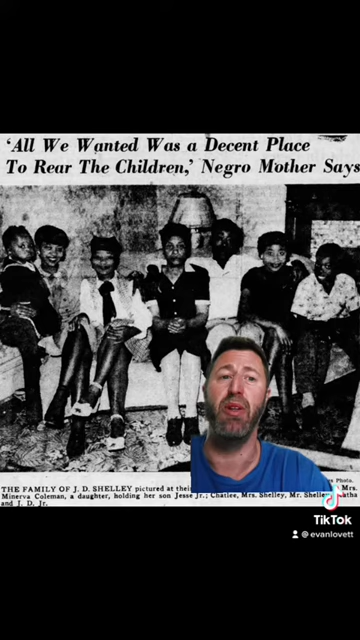 'All We Wanted Was a Decent Place
To Rear The Children,' Negro Mother Says
Photo.
THE FAMILY OF J. D. SHELLEY pictured at their Mrs.
Minerva Coleman, a daughter, holding her son Jesse Jr.; Chatlee, Mrs. Shelley, Mr. Shelley
and J. D. Jr.
TikTok
@evanlovett